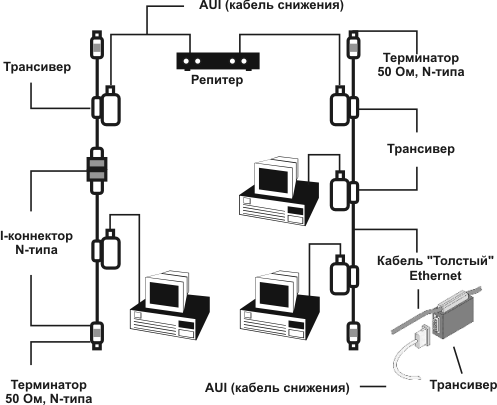 AUI (кабель снижения)
Терминатор
50 Ом, N-типа
Трансивер
Репитер
Трансивер
I-коннектор
N-типа
Кабель "Толстый"
Ethernet
Терминатор
50 Ом, N-типа
AUI (кабель снижения)
Трансивер